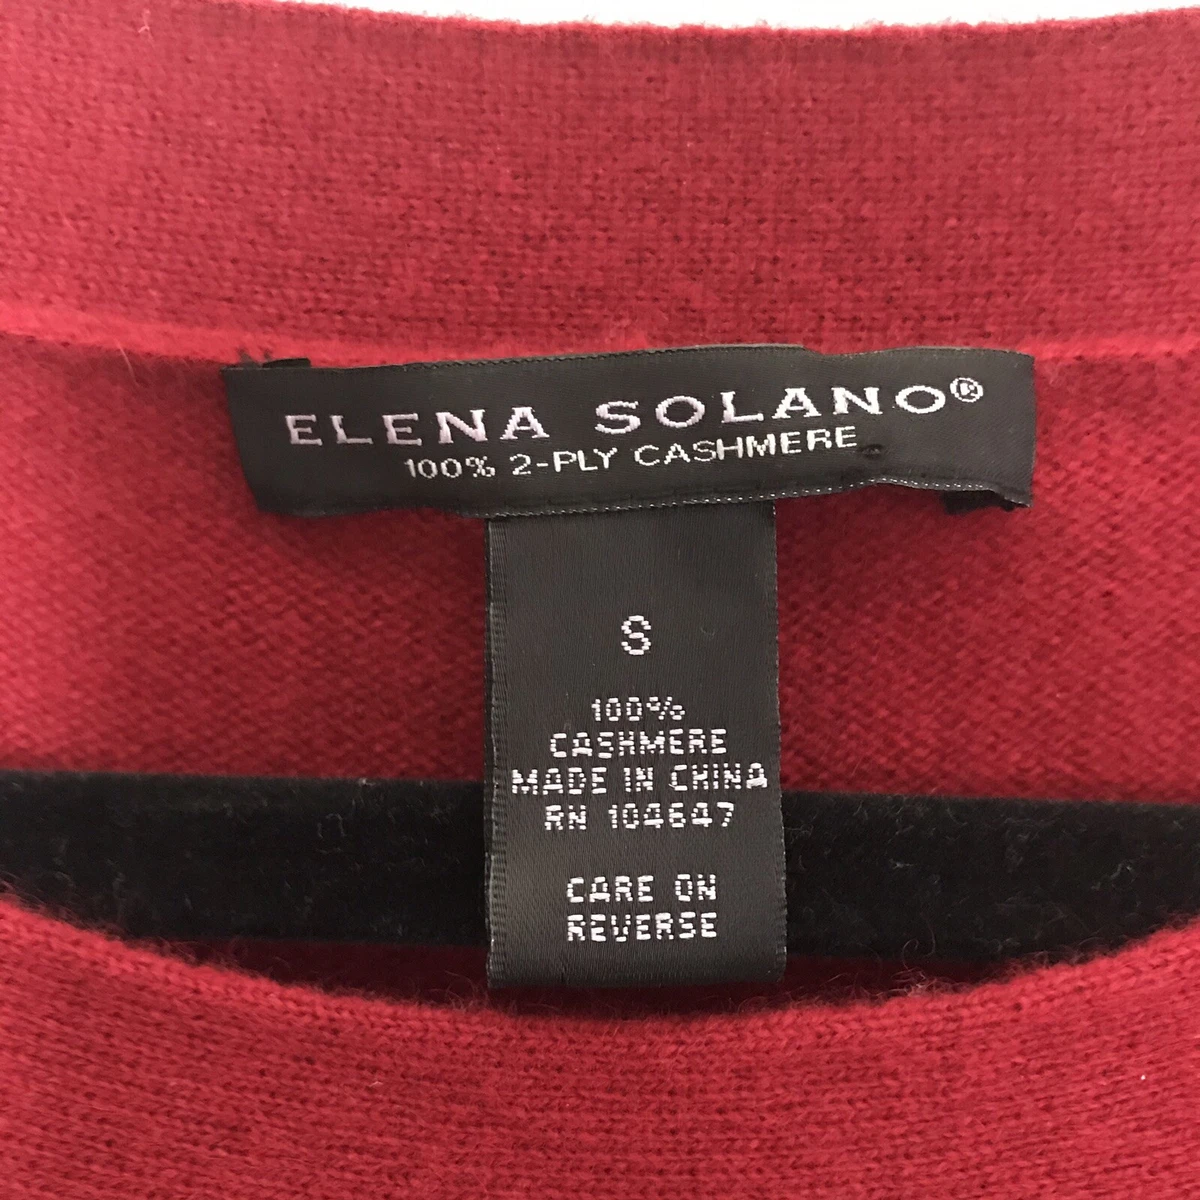 ELENA SOLANO®
100% 2-PLY CASHMERE
S
100%
CASHMERE
MADE IN CHINA
RN 104647
CARE ON
REVERSE